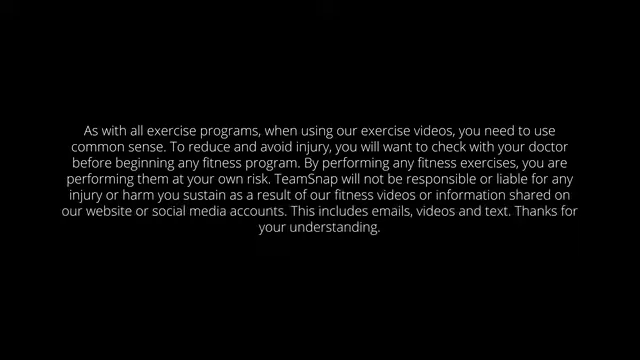 As with all exercise programs, when using our exercise videos, you need to use
common sense. To reduce and avoid injury, you will want to check with your doctor
before beginning any fitness program. By performing any fitness exercises, you are
performing them at your own risk. TeamSnap will not be responsible or liable for any
injury or harm you sustain as a result of our fitness videos or information shared on
our website or social media accounts. This includes emails, videos and text. Thanks for
your understanding.